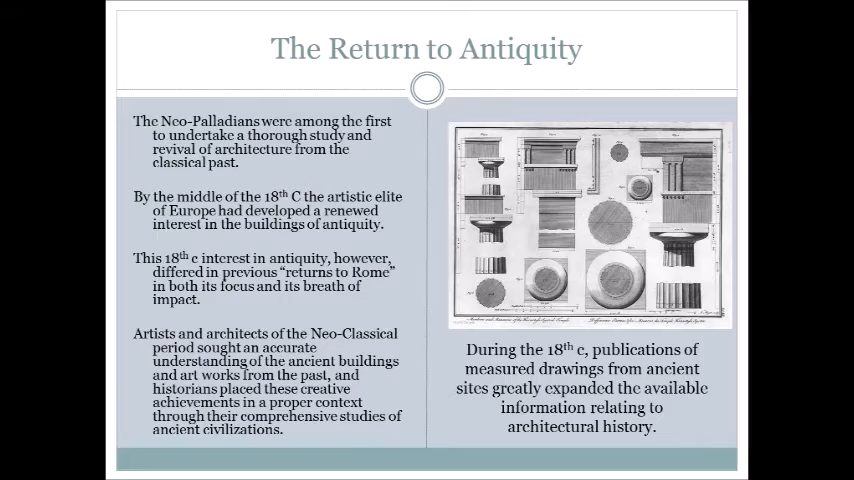 The Return to Antiquity
The Neo-Palladians were among the first
to undertake a thorough study and
revival of architecture from the
classical past.
By the middle of the 18th C the artistic elite
of Europe had developed a renewed
interest in the buildings of antiquity.
This 18th c interest in antiquity, however,
differed in previous “returns to Rome”
in both its focus and its breath of
impact.
Artists and architects of the Neo-Classical
period sought an accurate
understanding of the ancient buildings
and art works from the past, and
historians placed these creative
achievements in a proper context
through their comprehensive studies of
ancient civilizations.
During the 18th c, publications of
measured drawings from ancient
sites greatly expanded the available
information relating to
architectural history.